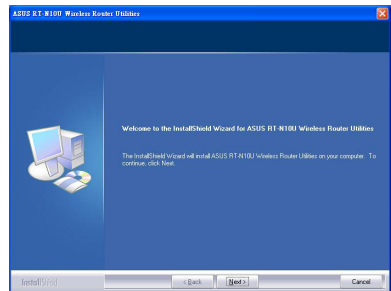 ASUS RT-N10U Wireless Router Utilities
Welcome to the InstallShield Wizard for ASUS RT-N10U Wireless Router Utilities
The InstallShield Wizard will install ASUS RT-N10U Wireless Router Utilities on your computer. To
continue, click Next.
InstallShield
< Back
Next >
Cancel